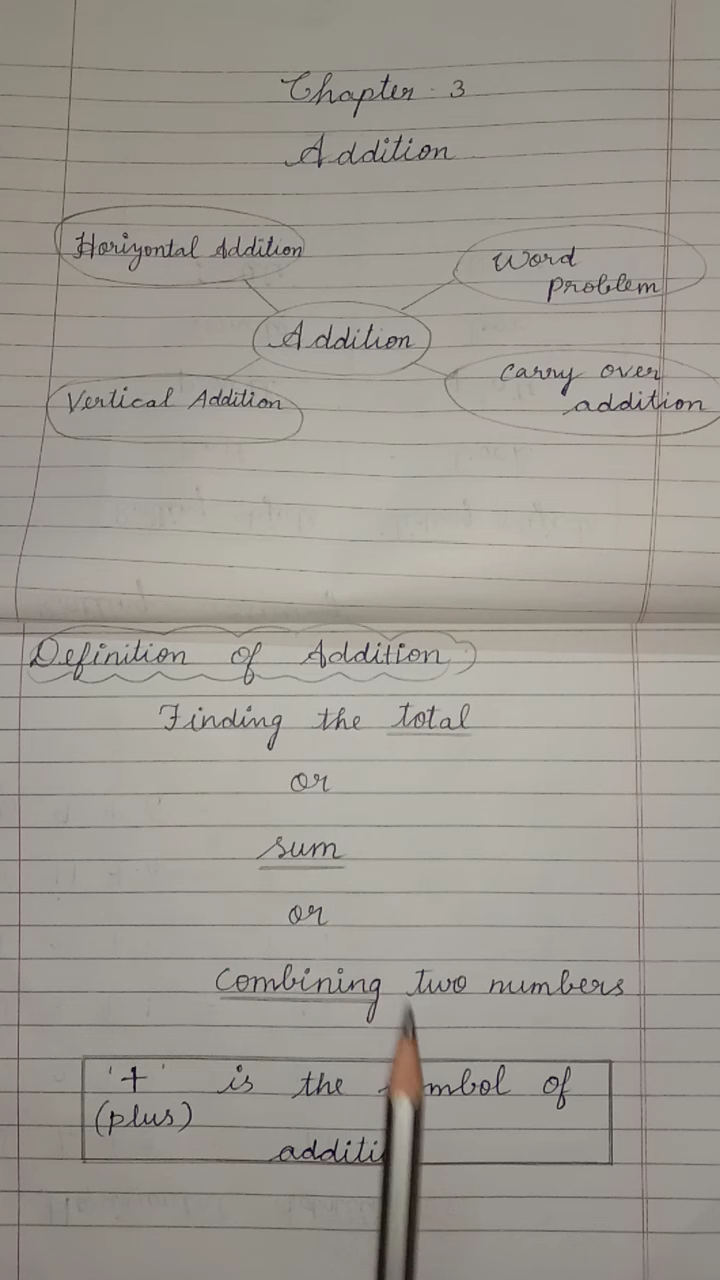 Chapter - 3
Addition
Horizontal Addition
Word
problem
Addition
Vertical Addition
Carry over
addition
Definition of Addition
Finding the total
or
sum
or
Combining two numbers
'+' is the of
(plus)